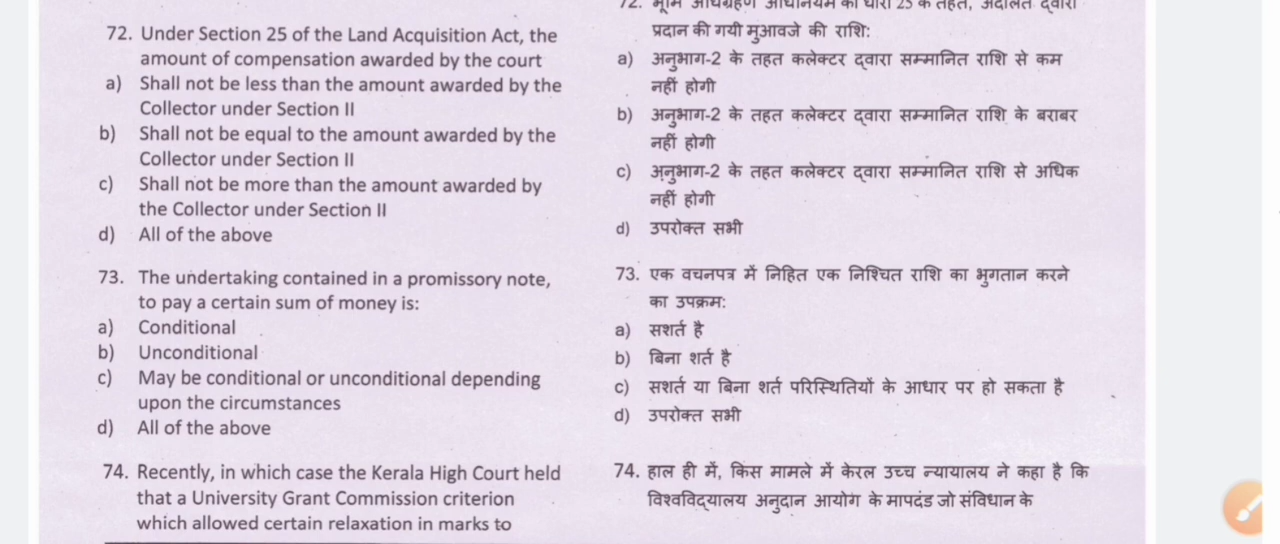 72. Under Section 25 of the Land Acquisition Act, the
amount of compensation awarded by the court
a) Shall not be less than the amount awarded by the
Collector under Section II
b) Shall not be equal to the amount awarded by the
Collector under Section II
c) Shall not be more than the amount awarded by
the Collector under Section II
d) All of the above
73. The undertaking contained in a promissory note,
to pay a certain sum of money is:
a) Conditional
b) Unconditional
c) May be conditional or unconditional depending
upon the circumstances
d) All of the above
74. Recently, in which case the Kerala High Court held
that a University Grant Commission criterion
which allowed certain relaxation in marks to
72. भूमि अधिग्रहण अधिनियम की धारा 25 के तहत, अदालत द्वारा
प्रदान की गयी मुआवजे की राशि:
a) अनुभाग-2 के तहत कलेक्टर द्वारा सम्मानित राशि से कम
नहीं होगी
b) अनुभाग-2 के तहत कलेक्टर द्वारा सम्मानित राशि के बराबर
नहीं होगी
c) अनुभाग-2 के तहत कलेक्टर द्वारा सम्मानित राशि से अधिक
नहीं होगी
d) उपरोक्त सभी
73. एक वचनपत्र में निहित एक निश्चित राशि का भुगतान करने
का उपक्रम:
a) सशर्त है
b) बिना शर्त है
c) सशर्त या बिना शर्त परिस्थितियों के आधार पर हो सकता है
d) उपरोक्त सभी
74. हाल ही में, किस मामले में केरल उच्च न्यायालय ने कहा है कि
विश्वविद्यालय अनुदान आयोग के मापदंड जो संविधान के